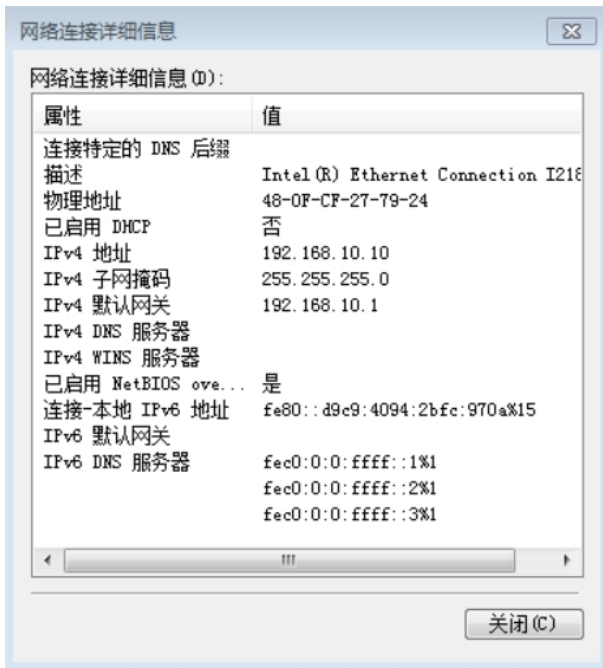 网络连接详细信息
网络连接详细信息(D):
属性 值
连接特定的 DNS 后缀
描述 Intel(R) Ethernet Connection I218
物理地址 48-0F-CF-27-79-24
已启用 DHCP 否
IPv4 地址 192.168.10.10
IPv4 子网掩码 255.255.255.0
IPv4 默认网关 192.168.10.1
IPv4 DNS 服务器
IPv4 WINS 服务器
已启用 NetBIOS ove... 是
连接-本地 IPv6 地址 fe80::d9c9:4094:2bfc:970a%15
IPv6 默认网关
IPv6 DNS 服务器 fec0:0:0:ffff::1%1
fec0:0:0:ffff::2%1
fec0:0:0:ffff::3%1
关闭(C)